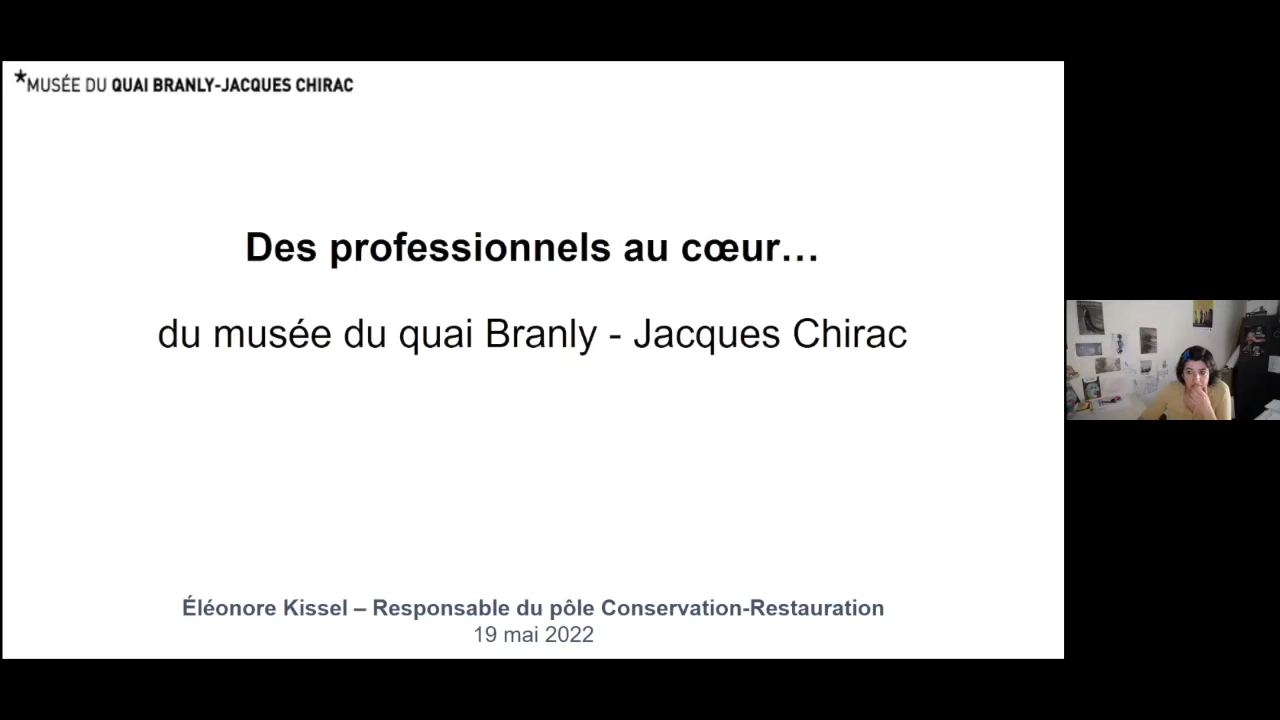 *MUSÉE DU QUAI BRANLY-JACQUES CHIRAC
Des professionnels au cœur…
du musée du quai Branly - Jacques Chirac
Éléonore Kissel – Responsable du pôle Conservation-Restauration
19 mai 2022